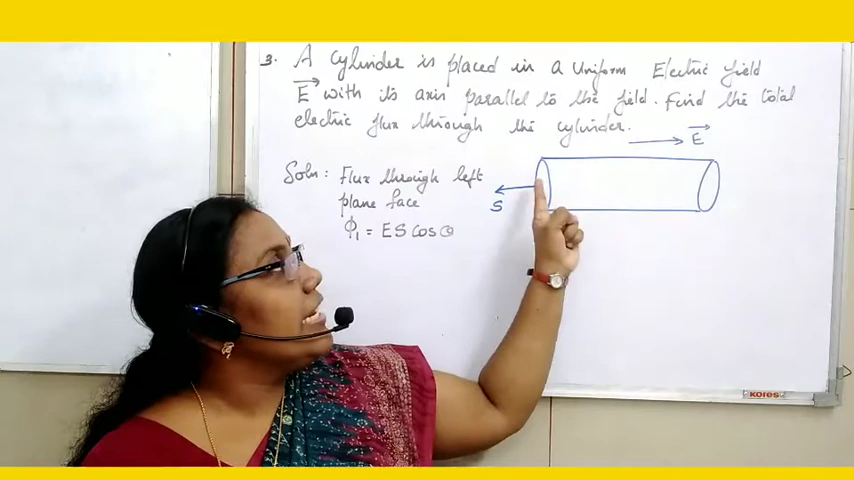 3. A cylinder is placed in a Uniform Electric field
E with its axis parallel to the field. Find the total
electric flux through the cylinder.
E
Soln: Flux through left
plane face
S
ϕ₁ = ES Cos θ
Kores